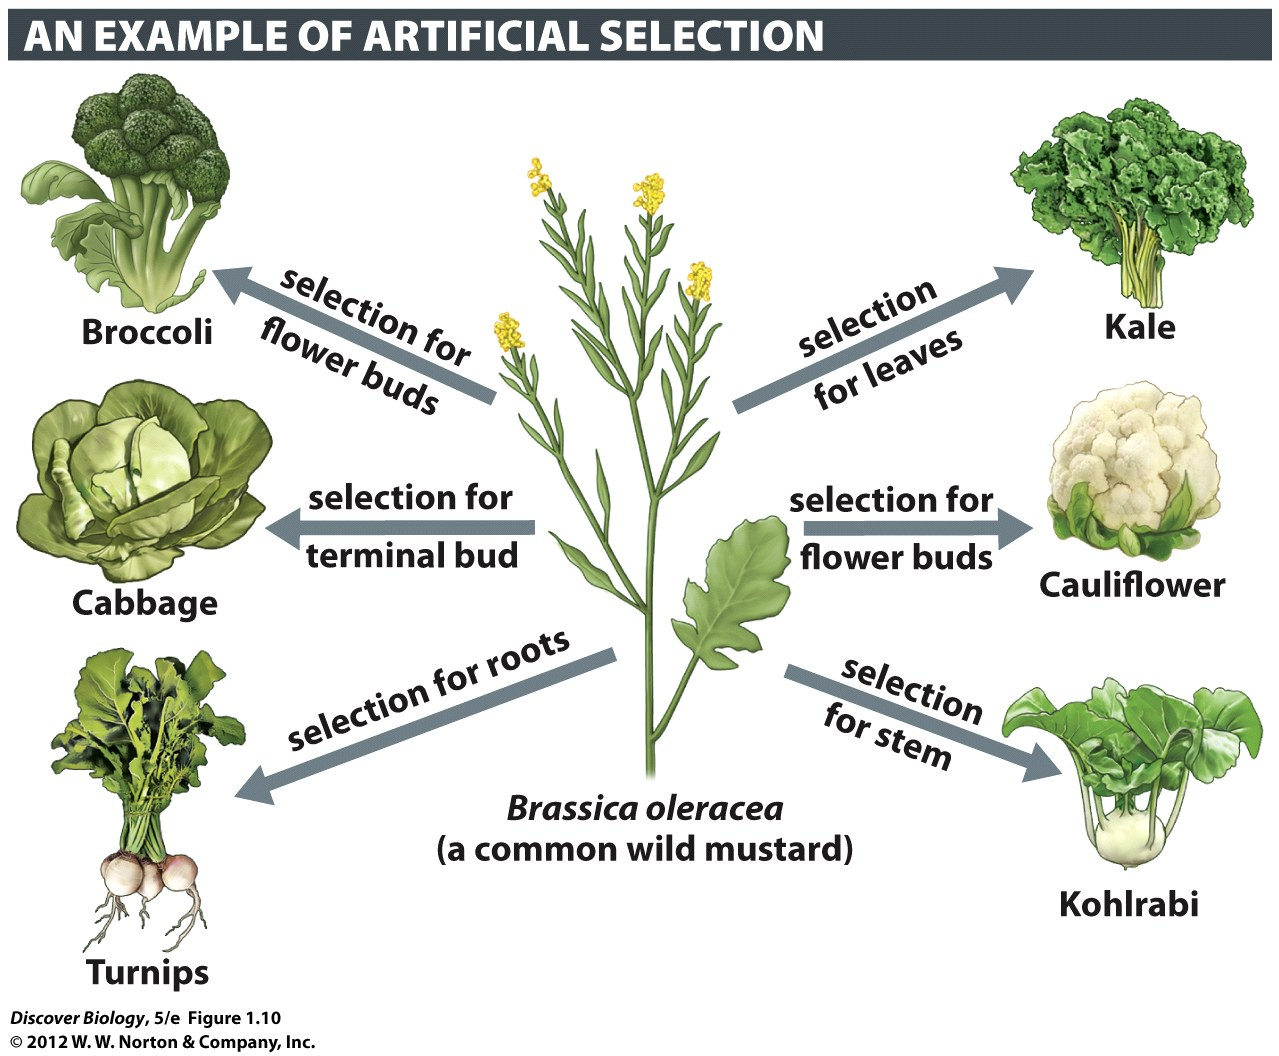 AN EXAMPLE OF ARTIFICIAL SELECTION
Broccoli
selection for
flower buds
selection
for leaves
Kale
Cabbage
selection for
terminal bud
selection for
flower buds
Cauliflower
Turnips
selection for roots
selection
for stem
Kohlrabi
Brassica oleracea
(a common wild mustard)
Discover Biology, 5/e Figure 1.10
© 2012 W. W. Norton & Company, Inc.